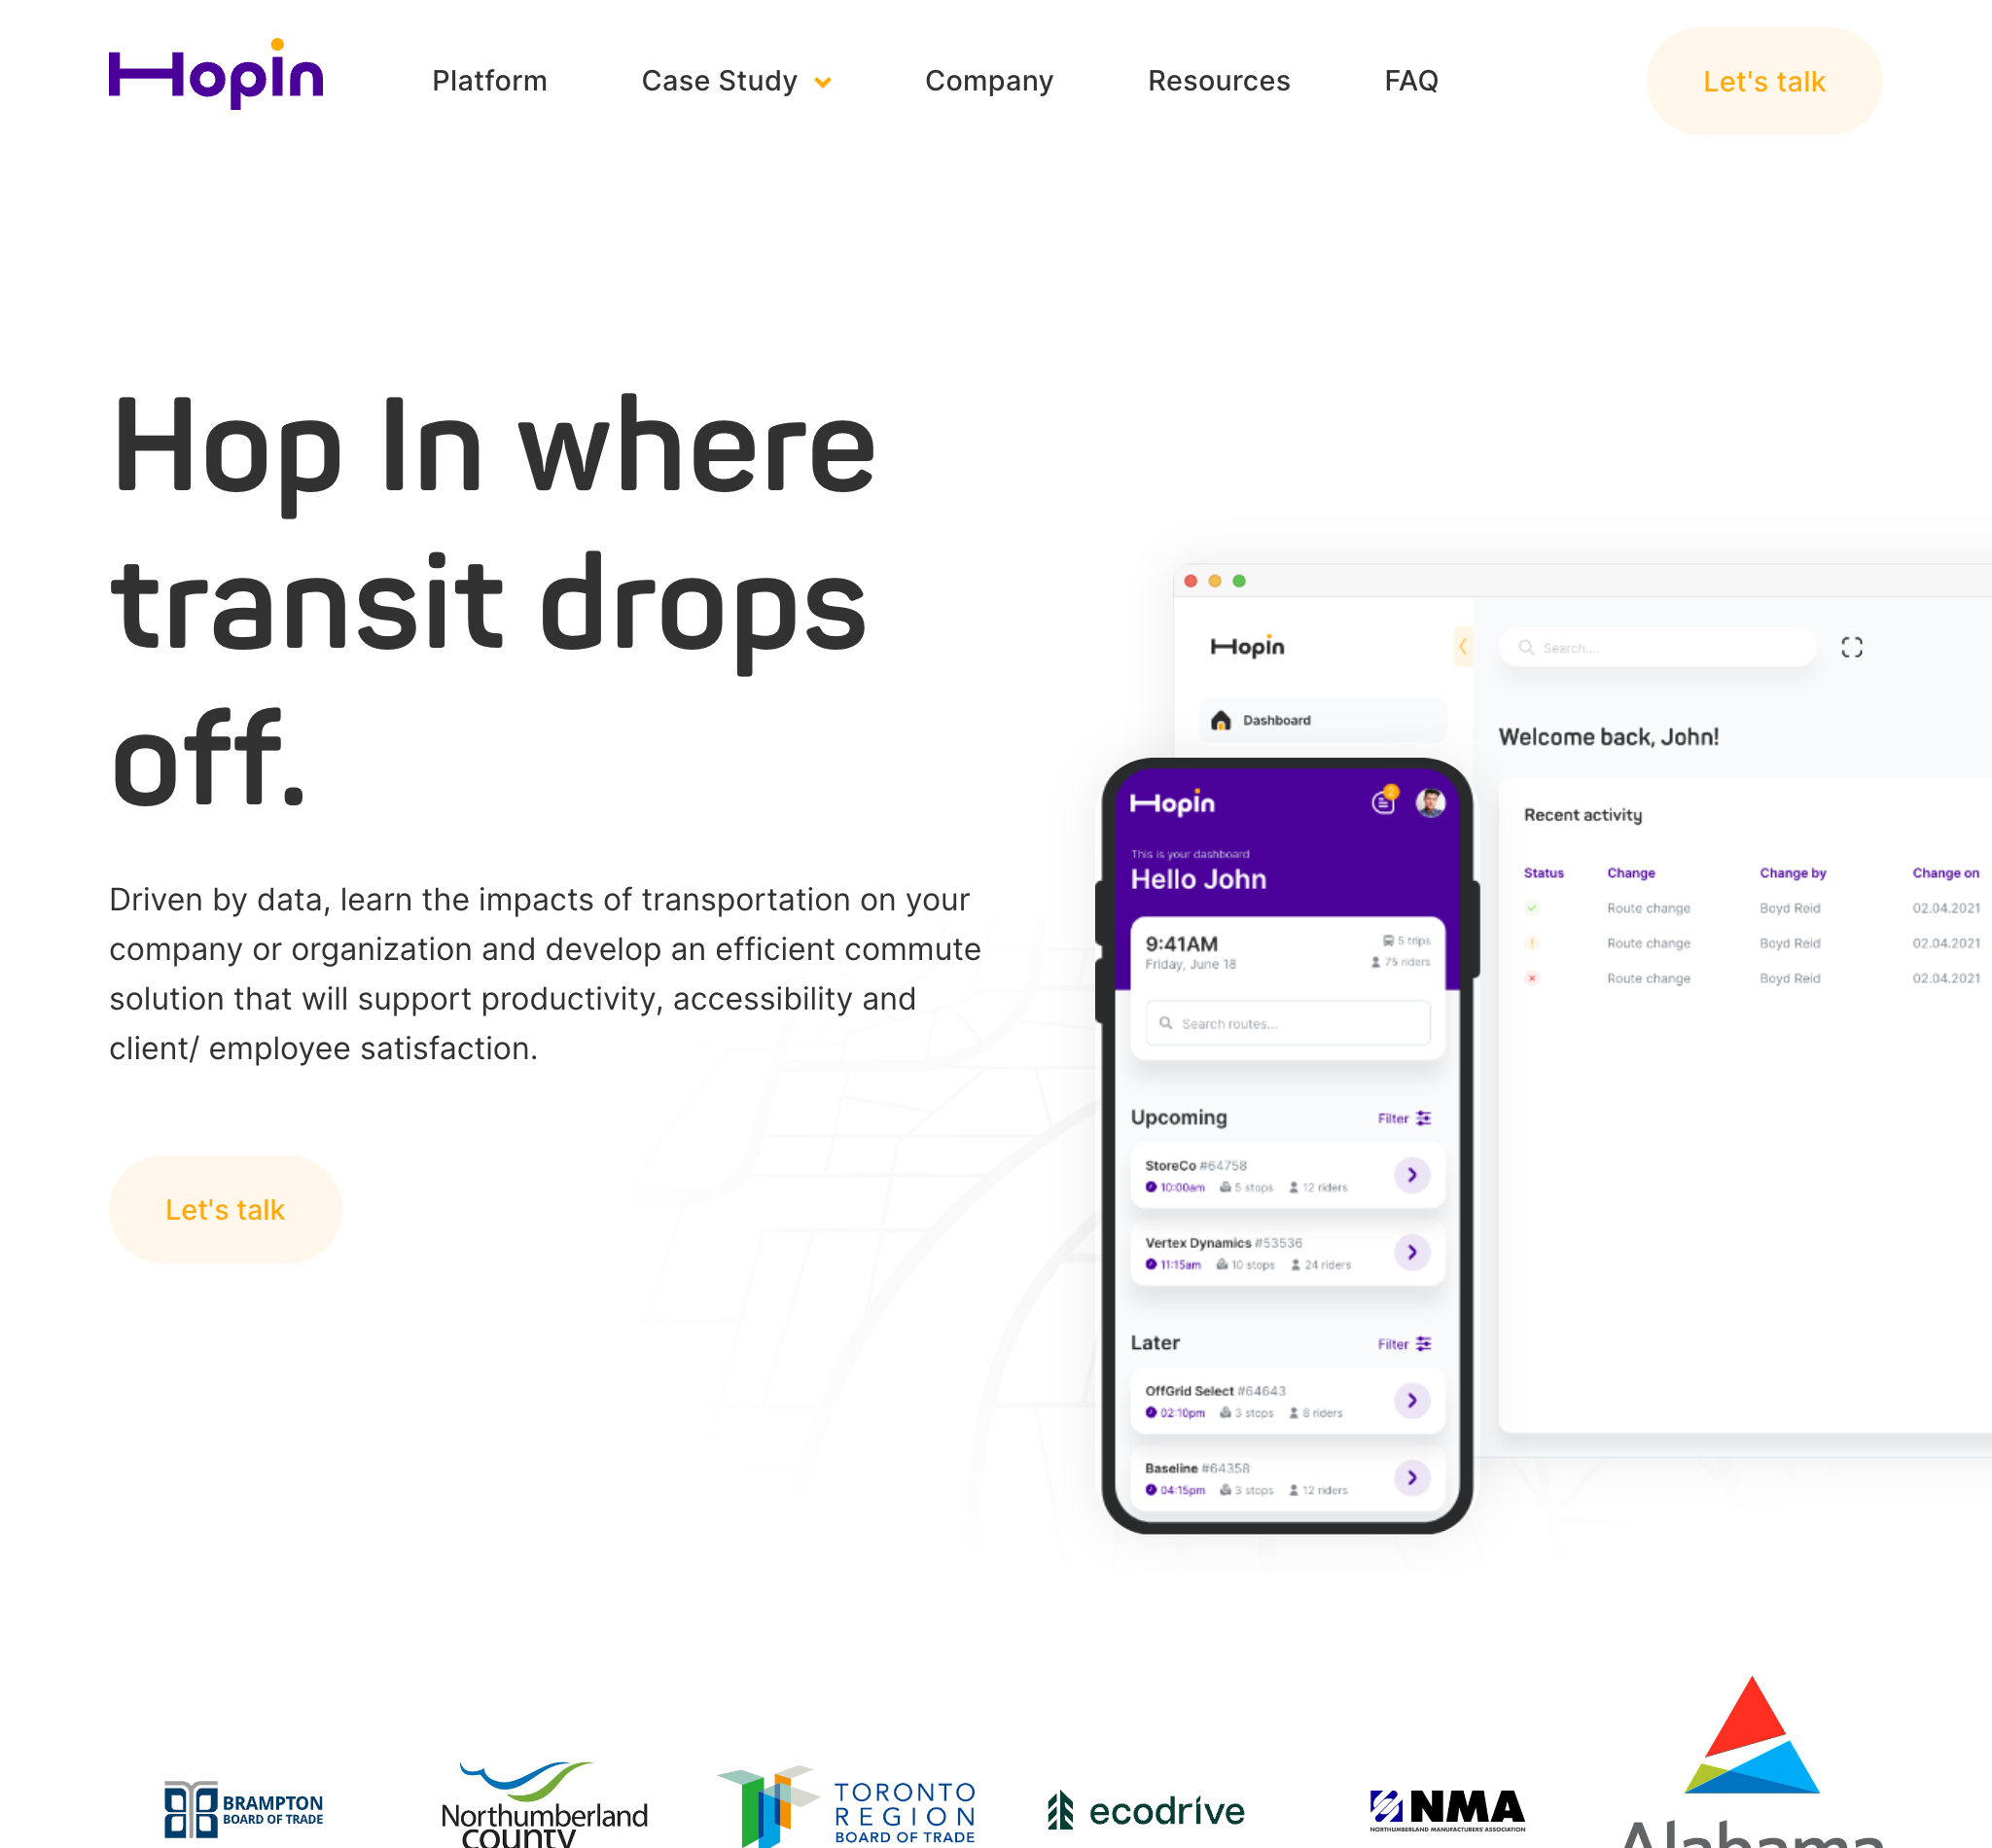 Hopin
Platform
Case Study
Company
Resources
FAQ
Let's talk
Hop In where
transit drops
off.
Driven by data, learn the impacts of transportation on your
company or organization and develop an efficient commute
solution that will support productivity, accessibility and
client/ employee satisfaction.
Let's talk
Hopin
Search....
Dashboard
Welcome back, John!
Recent activity
Status Change Change by Change on
Route change Boyd Reid 02.04.2021
Route change Boyd Reid 02.04.2021
Route change Boyd Reid 02.04.2021
Hopin
2
This is your dashboard
Hello John
9:41AM
5 trips
Friday, June 18
75 riders
Search routes...
Upcoming
Filter
StoreCo #64758
10:00am 5 stops 12 riders
Vertex Dynamics #53536
11:15am 10 stops 24 riders
Later
Filter
OffGrid Select #64643
02:10pm 3 stops 8 riders
Baseline #64358
04:15pm 3 stops 12 riders
BRAMPTON
BOARD OF TRADE
Northumberland
county
TORONTO
REGION
BOARD OF TRADE
ecodrive
NMA
NORTHUMBERLAND MANUFACTURERS' ASSOCIATION
Alabama